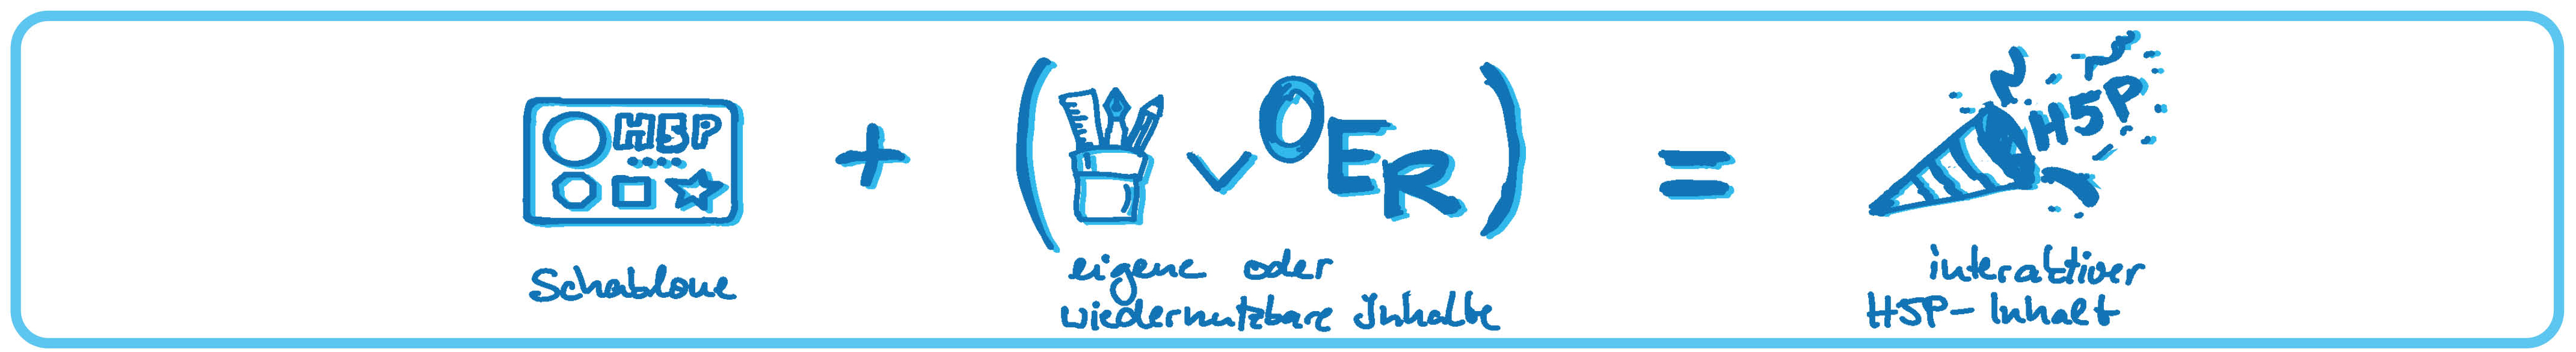 H5P
+
( ∨ OER )
=
H5P
Schablone
eigene oder
wiedernutzbare Inhalte
interaktiver
H5P-Inhalt